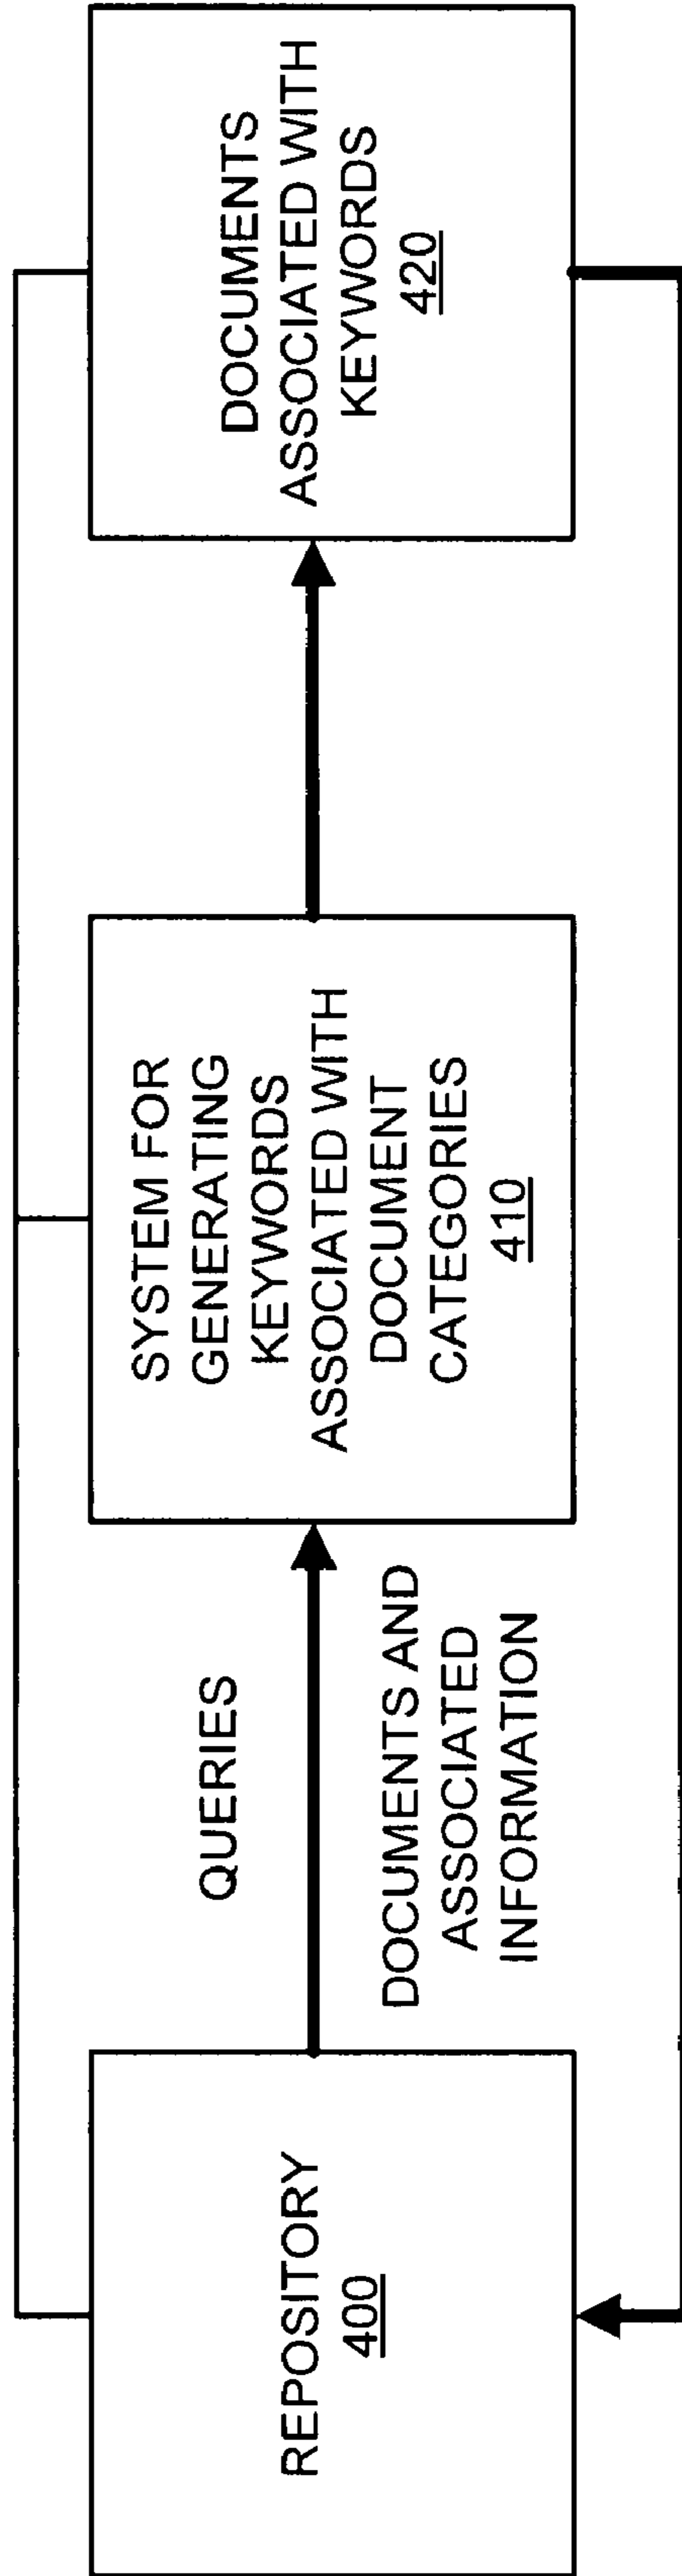 REPOSITORY
400
QUERIES
DOCUMENTS AND
ASSOCIATED
INFORMATION
SYSTEM FOR
GENERATING
KEYWORDS
ASSOCIATED WITH
DOCUMENT
CATEGORIES
410
DOCUMENTS
ASSOCIATED WITH
KEYWORDS
420